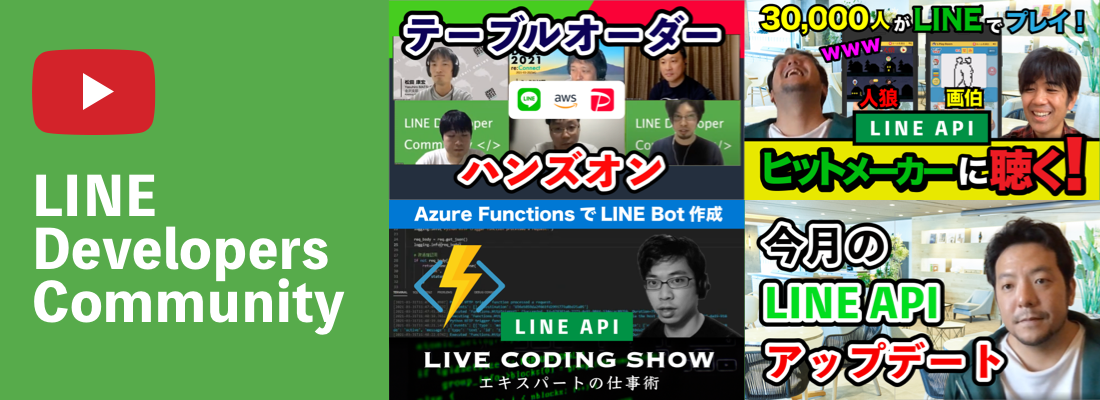 LINE
Developers
Community
テーブルオーダー
2021
re:Connect
LINE
aws
LINE Developer
Community </>
LINE Developer
Community </>
ハンズオン
Azure Functions で LINE Bot 作成
LINE API
LIVE CODING SHOW
エキスパートの仕事術
30,000人がLINEでプレイ!
www
人狼
画伯
LINE API
ヒットメーカーに聴く!
今月の
LINE API
アップデート